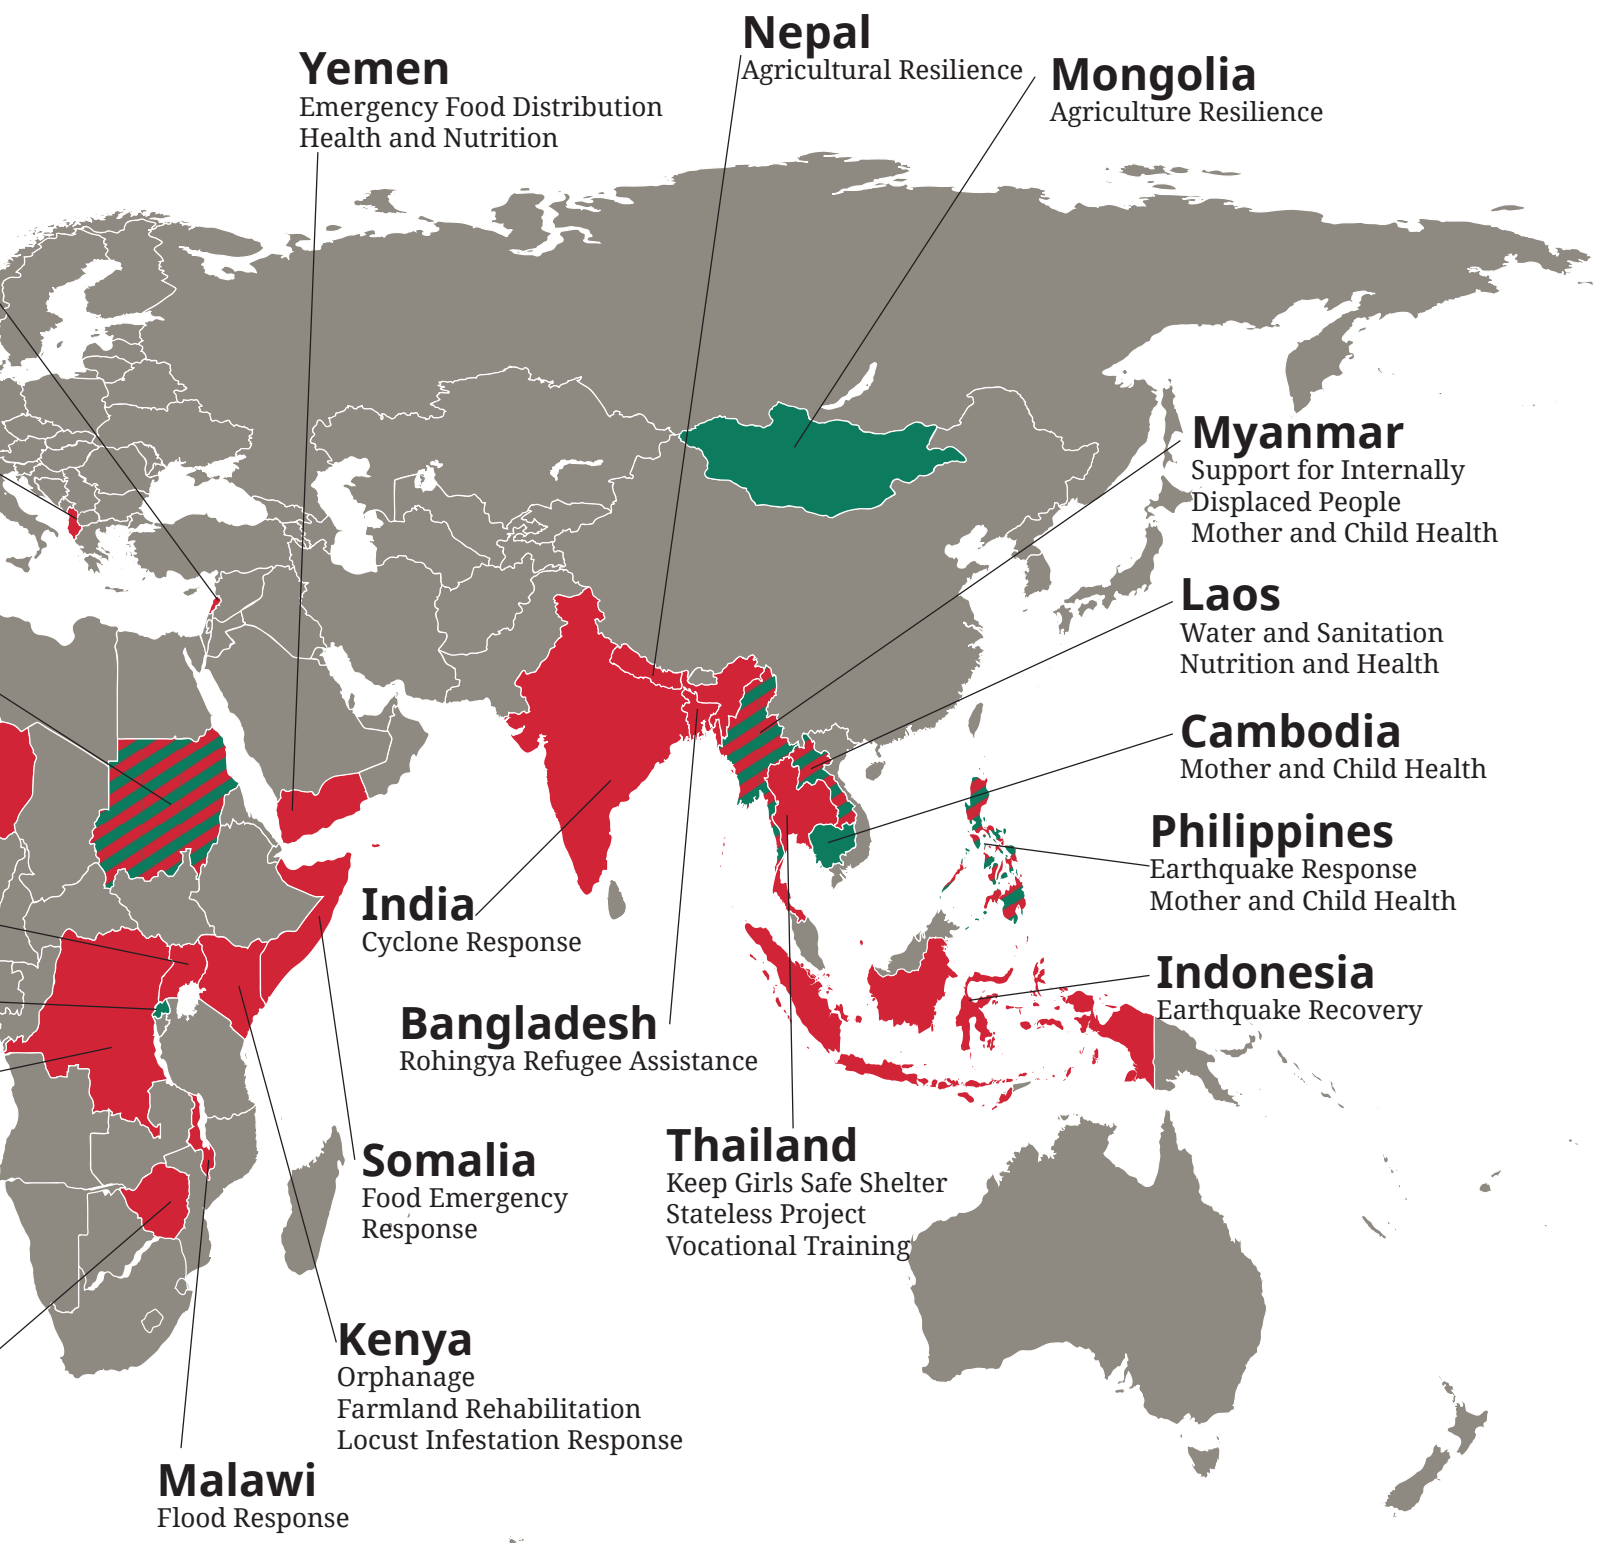 Nepal
Agricultural Resilience
Yemen
Emergency Food Distribution
Health and Nutrition
Mongolia
Agriculture Resilience
Myanmar
Support for Internally
Displaced People
Mother and Child Health
Laos
Water and Sanitation
Nutrition and Health
Cambodia
Mother and Child Health
Philippines
Earthquake Response
Mother and Child Health
India
Cyclone Response
Indonesia
Earthquake Recovery
Bangladesh
Rohingya Refugee Assistance
Thailand
Keep Girls Safe Shelter
Stateless Project
Vocational Training
Somalia
Food Emergency
Response
Kenya
Orphanage
Farmland Rehabilitation
Locust Infestation Response
Malawi
Flood Response